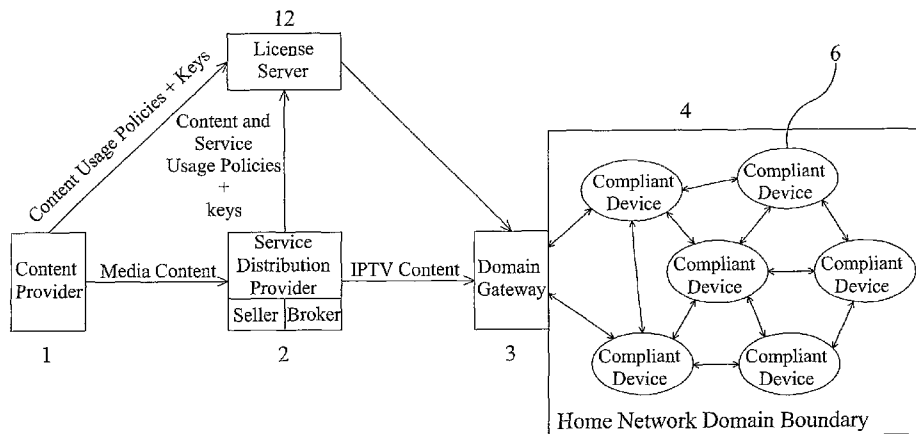 12
License
Server
Content Usage Policies + Keys
Content and
Service
Usage Policies
+
keys
6
4
Compliant
Device
Compliant
Device
Content
Provider
Media Content
Service
Distribution
Provider
Seller
Broker
IPTV Content
Domain
Gateway
Compliant
Device
Compliant
Device
Compliant
Device
Compliant
Device
1
2
3
Home Network Domain Boundary